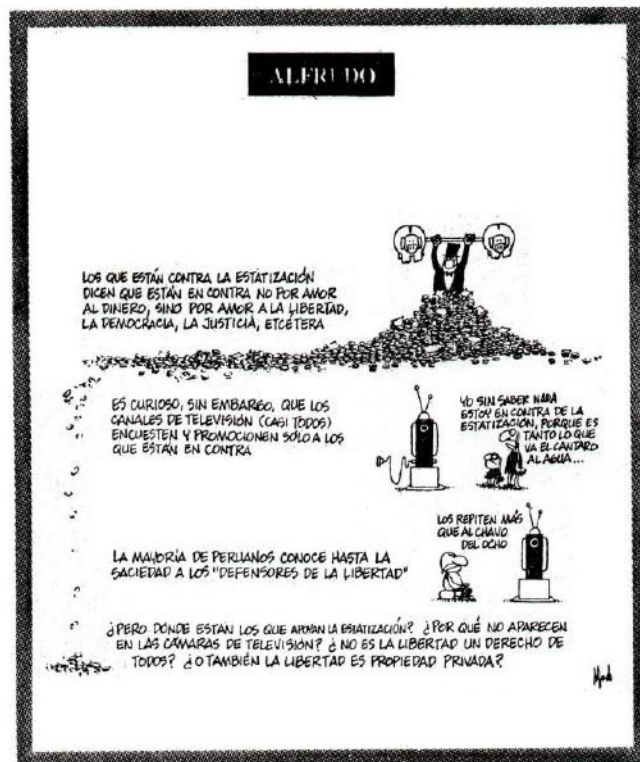 ALFREDO
LOS QUE ESTÁN CONTRA LA ESTATIZACIÓN
DICEN QUE ESTÁN EN CONTRA NO POR AMOR
AL DINERO, SINO POR AMOR A LA LIBERTAD,
LA DEMOCRACIA, LA JUSTICIA, ETCÉTERA
ES CURIOSO, SIN EMBARGO, QUE LOS
CANALES DE TELEVISIÓN (CASI TODOS)
ENCUESTEN Y PROMOCIONEN SÓLO A LOS
QUE ESTÁN EN CONTRA
YO SIN SABER NADA
ESTOY EN CONTRA DE LA
ESTATIZACIÓN, PORQUE ES
TANTO LO QUE
VA EL CÁNTARO
AL AGUA...
LOS REPITEN MÁS
QUE AL CHAVO
DEL OCHO
LA MAYORÍA DE PERUANOS CONOCE HASTA LA
SACIEDAD A LOS "DEFENSORES DE LA LIBERTAD"
¿PERO DÓNDE ESTÁN LOS QUE APOYAN LA ESTATIZACIÓN? ¿POR QUÉ NO APARECEN
EN LAS CÁMARAS DE TELEVISIÓN? ¿NO ES LA LIBERTAD UN DERECHO DE
TODOS? ¿O TAMBIÉN LA LIBERTAD ES PROPIEDAD PRIVADA?